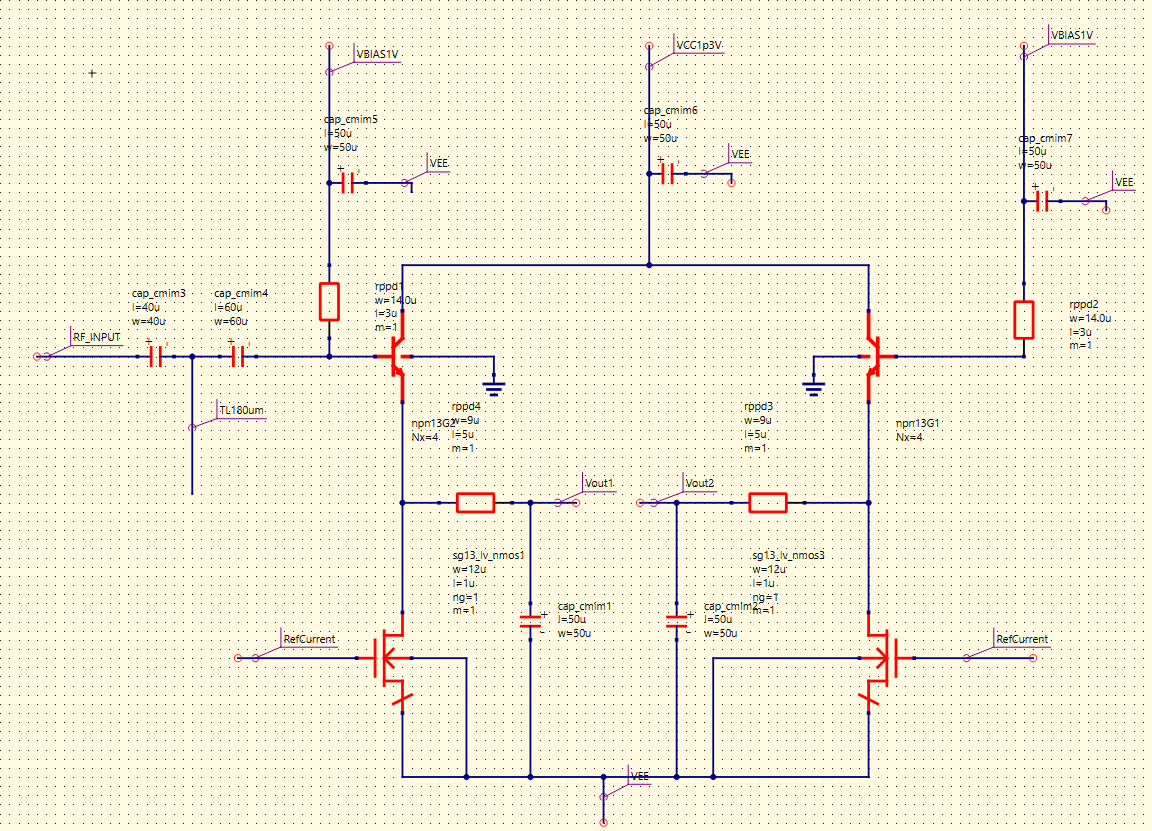 VBIAS1V
VCC1p3V
VBIAS1V
cap_cmim5
l=50u
w=50u
cap_cmim6
l=50u
w=50u
cap_cmim7
l=50u
w=50u
VEE
VEE
VEE
cap_cmim3
l=40u
w=40u
cap_cmim4
l=60u
w=60u
rppd1
w=14.0u
l=3u
m=1
rppd2
w=14.0u
l=3u
m=1
RF_INPUT
TL180um
npn13G2
Nx=4
rppd4
w=9u
l=5u
m=1
rppd3
w=9u
l=5u
m=1
npn13G1
Nx=4
Vout1
Vout2
sg13_lv_nmos1
w=12u
l=1u
ng=1
m=1
cap_cmim1
l=50u
w=50u
sg13_lv_nmos3
w=12u
l=1u
ng=1
m=1
cap_cmim2
l=50u
w=50u
RefCurrent
RefCurrent
VEE